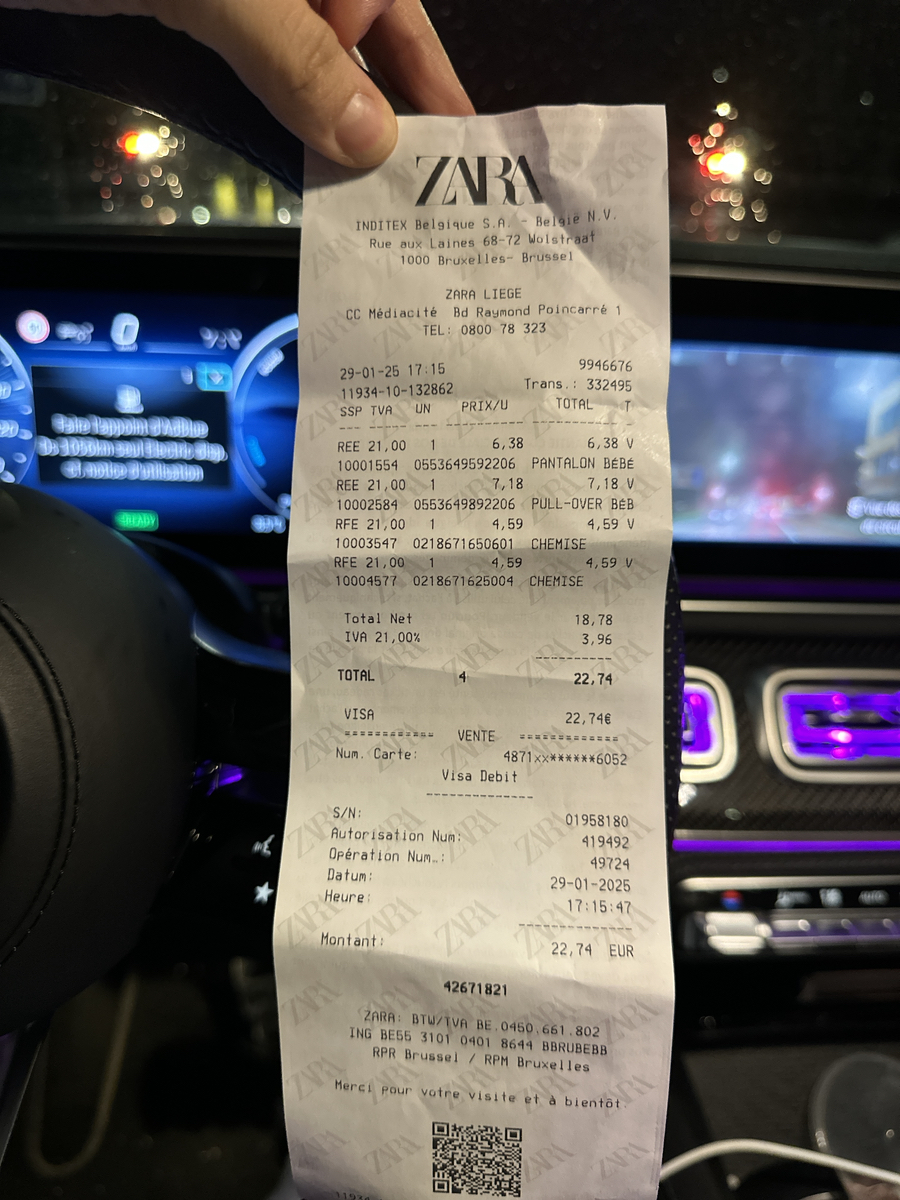 ZARA
INDITEX Belgique S.A. - België N.V.
Rue aux Laines 68-72 Wolstraat
1000 Bruxelles- Brussel
ZARA LIEGE
CC Médiacité Bd Raymond Poincarré 1
TEL: 0800 78 323
29-01-25 17:15 9946676
11934-10-132862 Trans.: 332495
SSP TVA UN PRIX/U TOTAL T
REE 21,00 1 6,38 6,38 V
10001554 0553649592206 PANTALON BéBé
REE 21,00 1 7,18 7,18 V
10002584 0553649892206 PULL-OVER BéB
RFE 21,00 1 4,59 4,59 V
10003547 0218671650601 CHEMISE
RFE 21,00 1 4,59 4,59 V
10004577 0218671625004 CHEMISE
Total Net 18,78
IVA 21,00% 3,96
TOTAL 4 22,74
VISA 22,74€
=========== VENTE ============
Num. Carte: 4871xx******6052
Visa Debit
S/N: 01958180
Autorisation Num: 419492
Opération Num.: 49724
Datum: 29-01-2025
Heure: 17:15:47
Montant: 22,74 EUR
42671821
ZARA: BTW/TVA BE.0450.661.802
ING BE55 3101 0401 8644 BBRUBEBB
RPR Brussel / RPM Bruxelles
Merci pour votre visite et à bientôt
READY